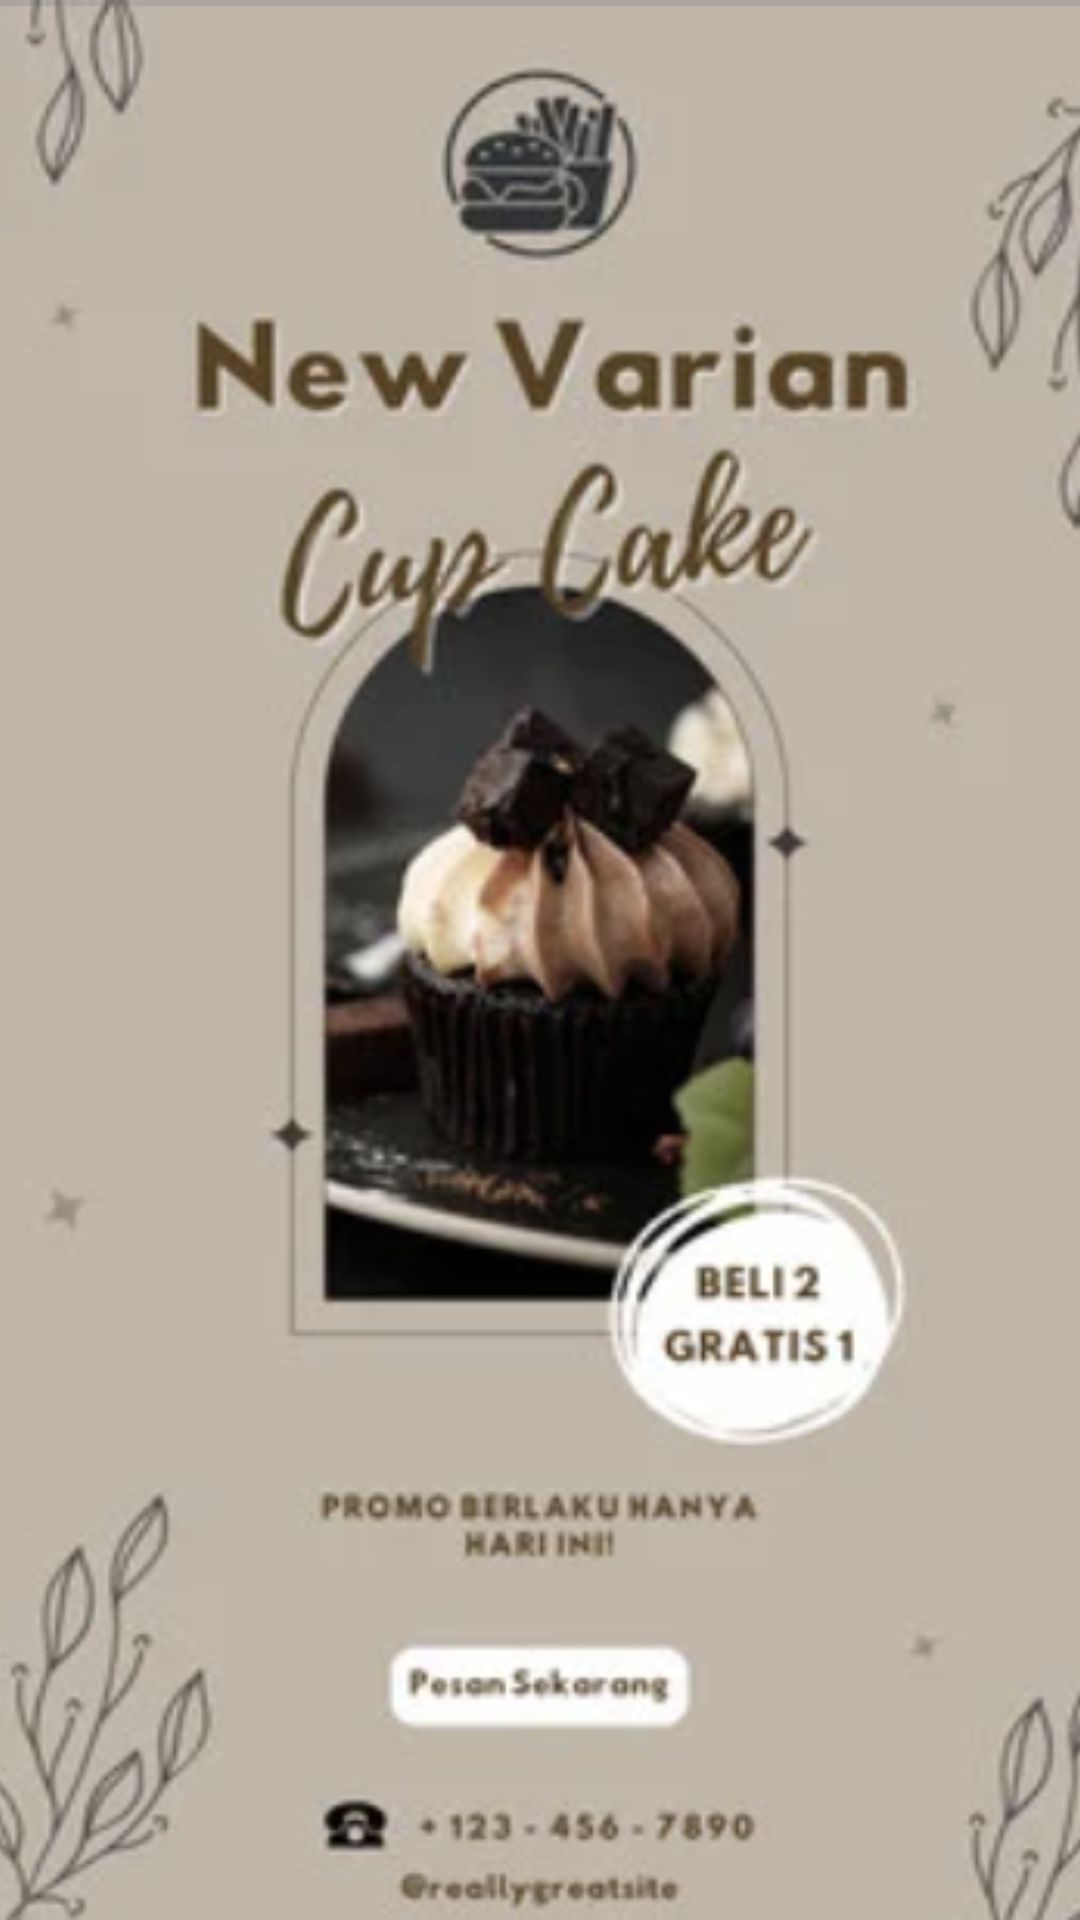 New Varian
Cup Cake
BELI 2
GRATIS 1
PROMO BERLAKU HANYA
HARI INI!
Pesan Sekarang
+ 123 - 456 - 7890
@reallygreatsite